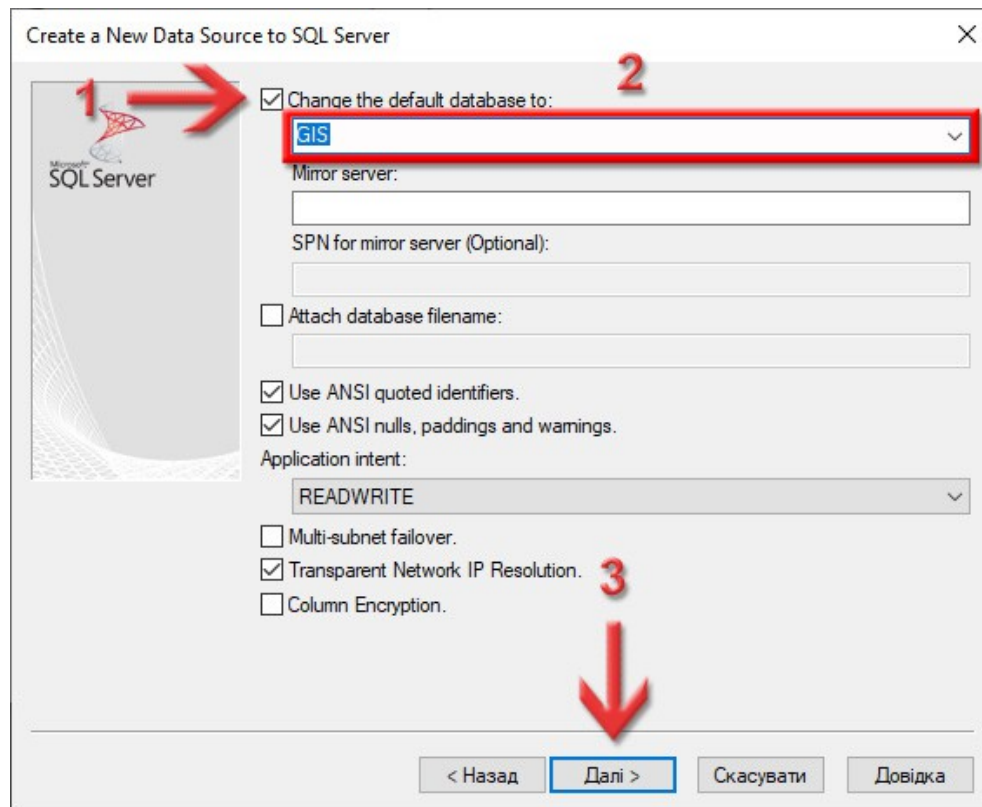 Create a New Data Source to SQL Server
1
2
Change the default database to:
GIS
Microsoft
SQL Server
Mirror server:
SPN for mirror server (Optional):
Attach database filename:
Use ANSI quoted identifiers.
Use ANSI nulls, paddings and warnings.
Application intent:
READWRITE
Multi-subnet failover.
Transparent Network IP Resolution.
3
Column Encryption.
< Назад
Далі >
Скасувати
Довідка